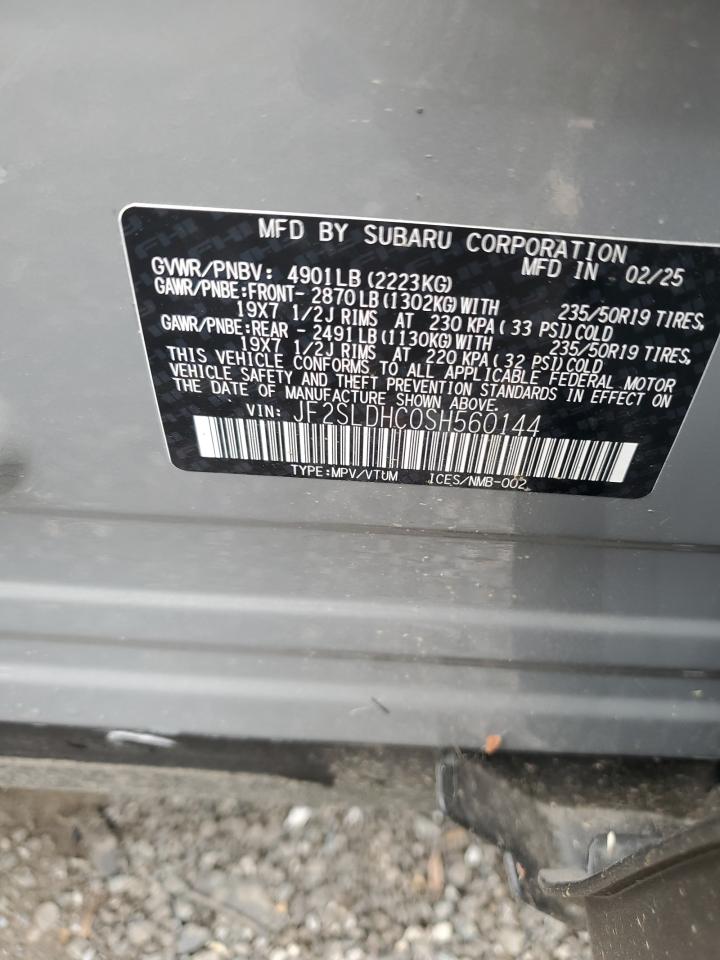 MFD BY SUBARU CORPORATION
GVWR/PNBV: 4901LB (2223KG) MFD IN 02/25
GAWR/PNBE:FRONT- 2870LB(1302KG)WITH 235/50R19 TIRES,
19X7 1/2J RIMS AT 230 KPA ( 33 PSI)COLD
GAWR/PNBE:REAR - 2491LB(1130KG)WITH 235/50R19 TIRES,
19X7 1/2J RIMS AT 220 KPA ( 32 PSI)COLD
THIS VEHICLE CONFORMS TO ALL APPLICABLE FEDERAL MOTOR
VEHICLE SAFETY AND THEFT PREVENTION STANDARDS IN EFFECT ON
THE DATE OF MANUFACTURE SHOWN ABOVE.
VIN: JF2SLDHC0SH560144
TYPE:MPV/VTUM ICES/NMB-002